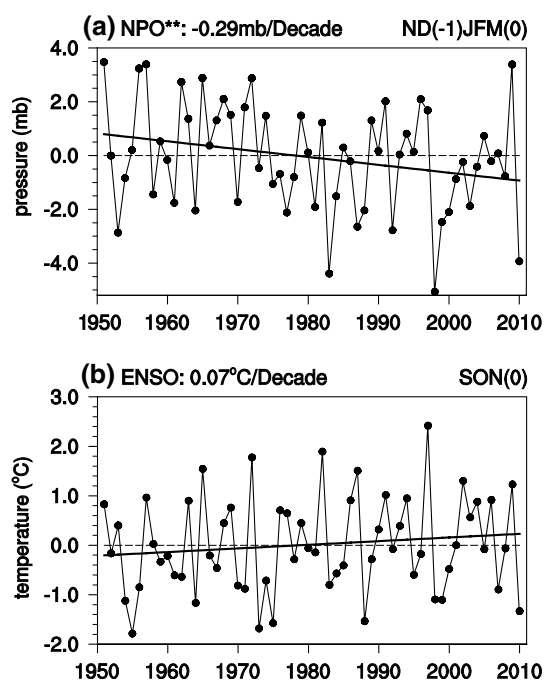 (a) NPO**: -0.29mb/Decade ND(-1)JFM(0)
4.0
2.0
0.0
-2.0
-4.0
pressure (mb)
1950 1960 1970 1980 1990 2000 2010
(b) ENSO: 0.07°C/Decade SON(0)
3.0
2.0
1.0
0.0
-1.0
-2.0
temperature (°C)
1950 1960 1970 1980 1990 2000 2010